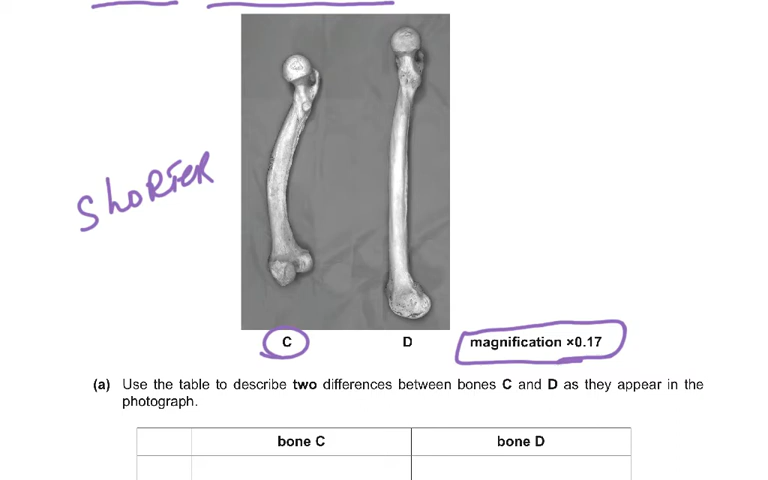 ShoRTeR
C
D
magnification ×0.17
(a) Use the table to describe two differences between bones C and D as they appear in the
photograph.
bone C
bone D